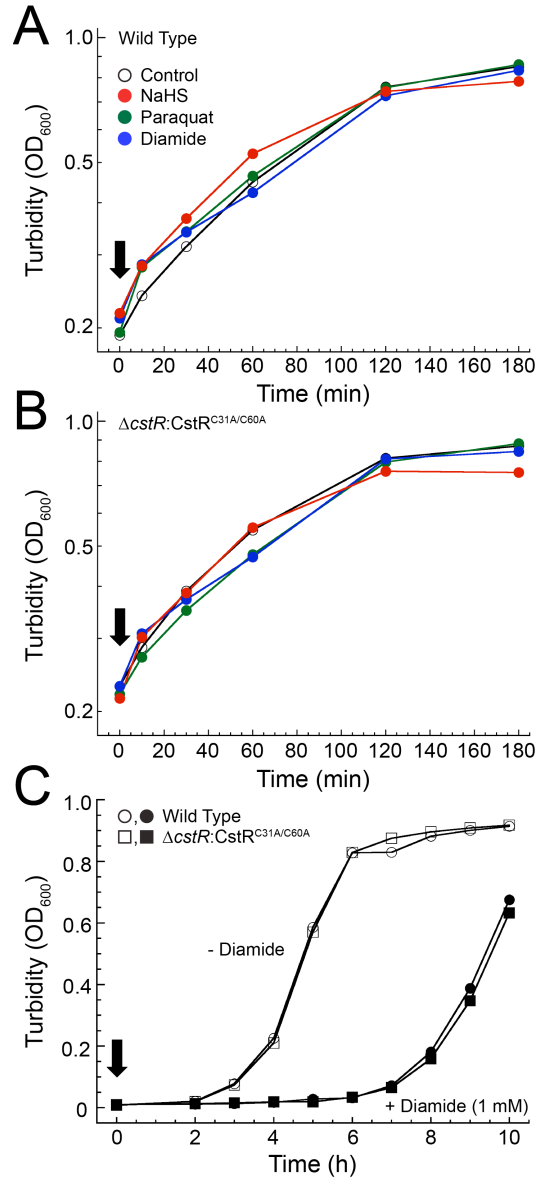 A
Wild Type
Control
NaHS
Paraquat
Diamide
1.0
0.5
0.2
Turbidity (OD600)
0 20 40 60 80 100 120 140 160 180
Time (min)
B
ΔcstR:CstRC31A/C60A
1.0
0.5
0.2
Turbidity (OD600)
0 20 40 60 80 100 120 140 160 180
Time (min)
C
, Wild Type
, ΔcstR:CstRC31A/C60A
1.0
0.8
0.6
0.4
0.2
0
Turbidity (OD600)
- Diamide
+ Diamide (1 mM)
0 2 4 6 8 10
Time (h)